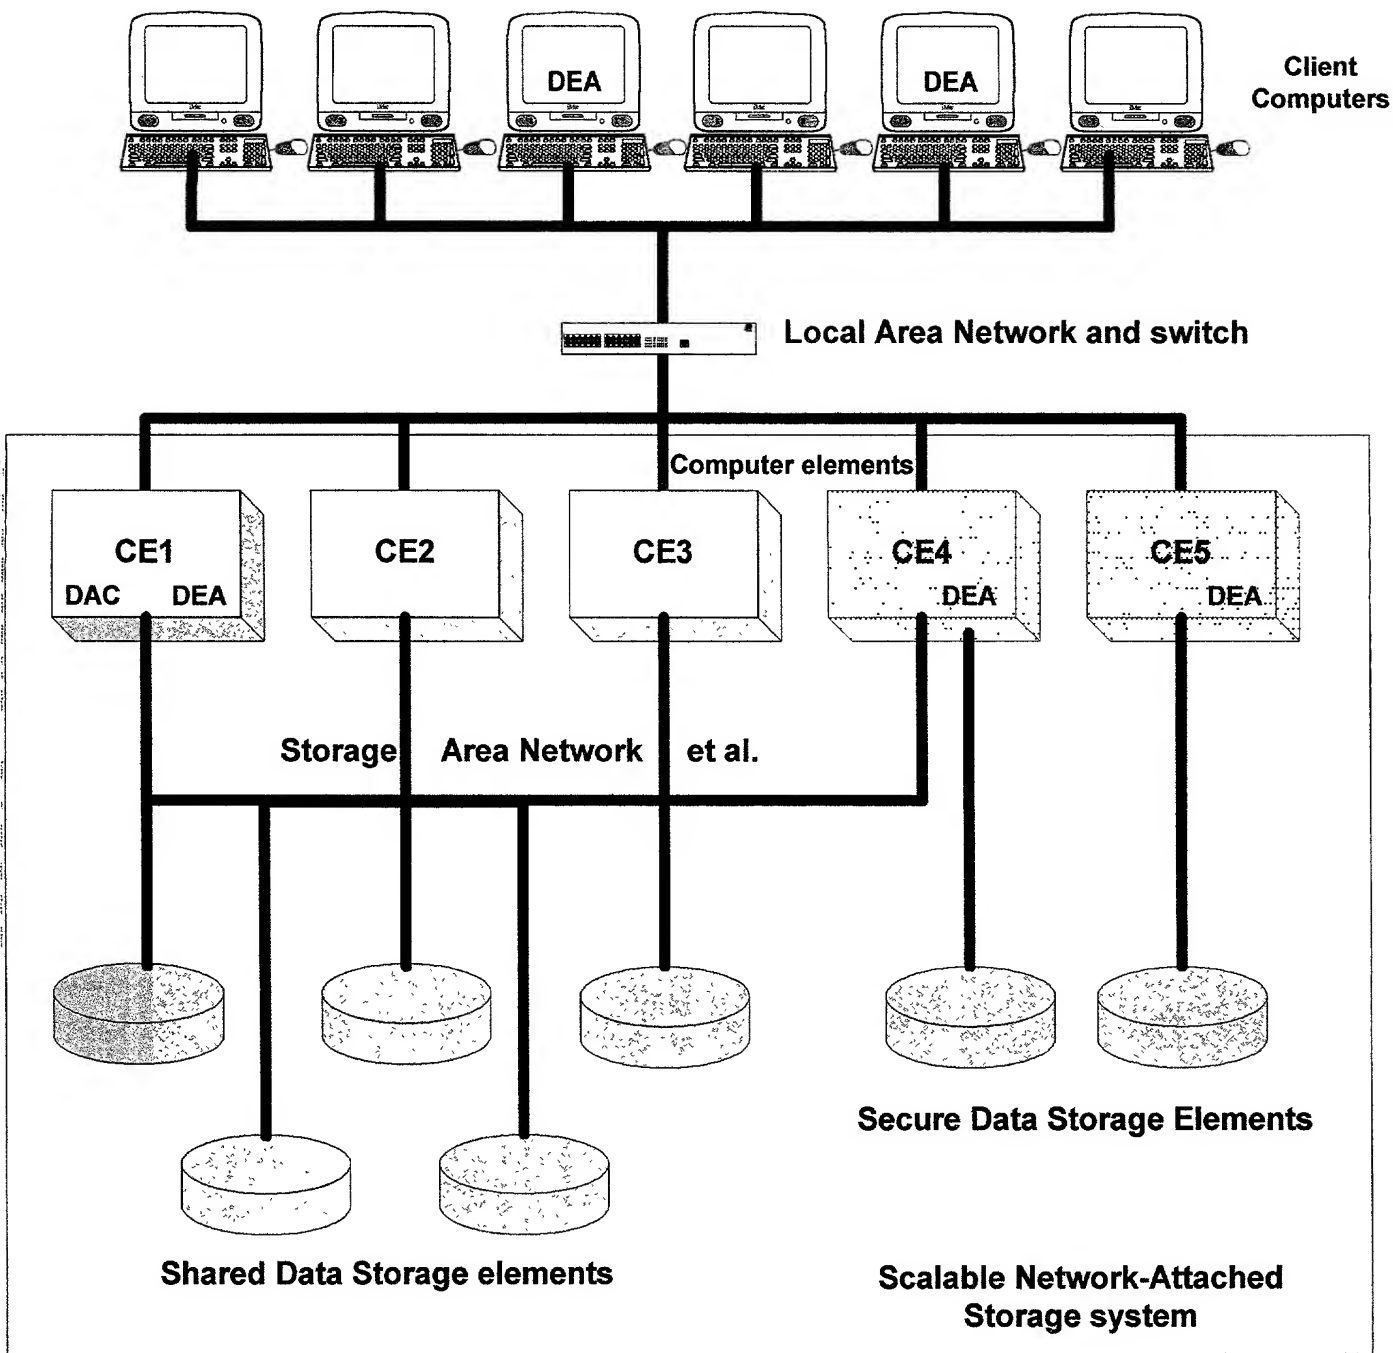 DEA
DEA
Client
Computers
Local Area Network and switch
Computer elements
CE1
DAC DEA
CE2
CE3
CE4
DEA
CE5
DEA
Storage Area Network et al.
Secure Data Storage Elements
Shared Data Storage elements
Scalable Network-Attached
Storage system